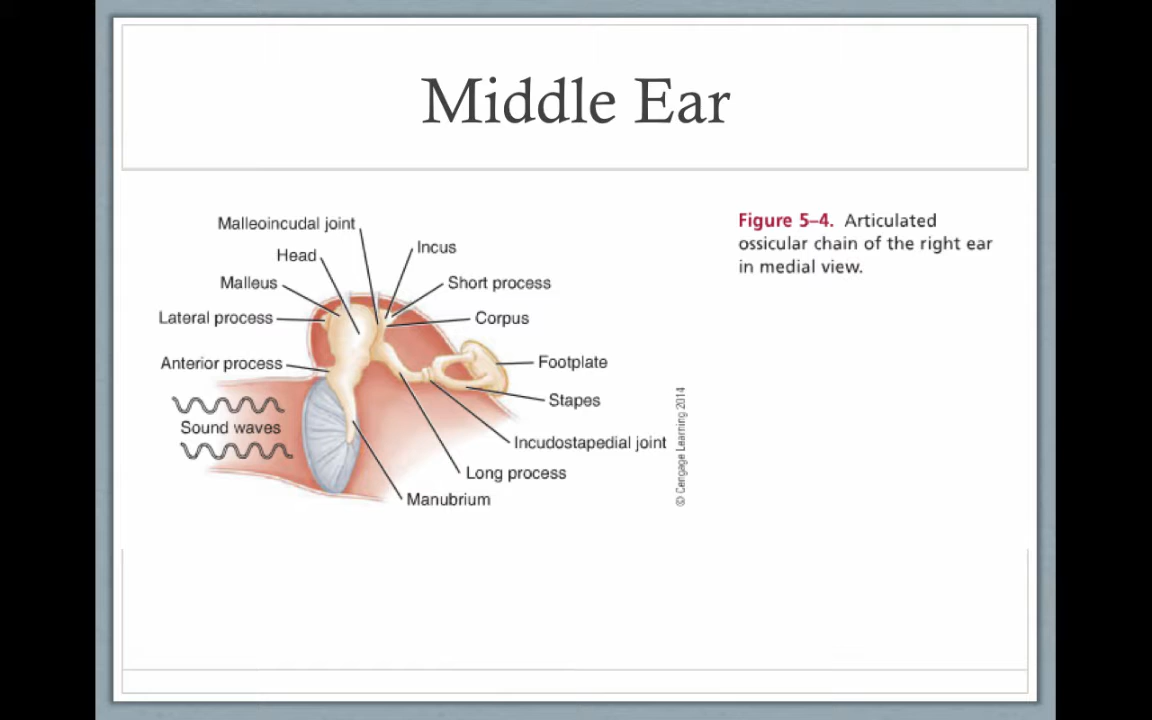 Middle Ear
Malleoincudal joint
Head
Incus
Malleus
Short process
Lateral process
Corpus
Anterior process
Footplate
Stapes
Sound waves
Incudostapedial joint
Long process
Manubrium
© Cengage Learning 2014
Figure 5–4. Articulated
ossicular chain of the right ear
in medial view.